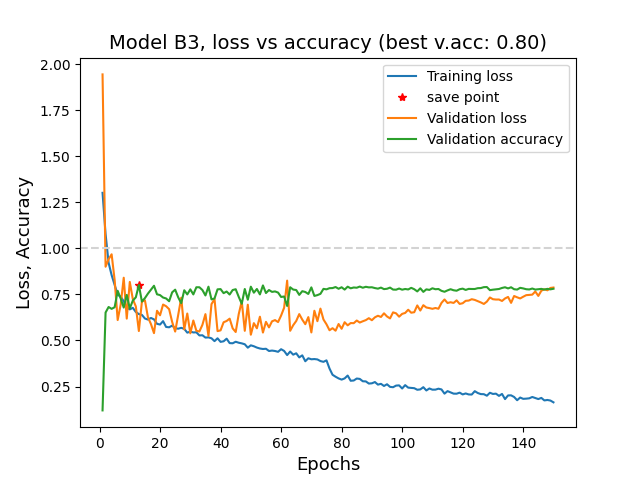 Model B3, loss vs accuracy (best v.acc: 0.80)
2.00
1.75
1.50
1.25
1.00
0.75
0.50
0.25
Loss, Accuracy
Training loss
save point
Validation loss
Validation accuracy
0 20 40 60 80 100 120 140
Epochs